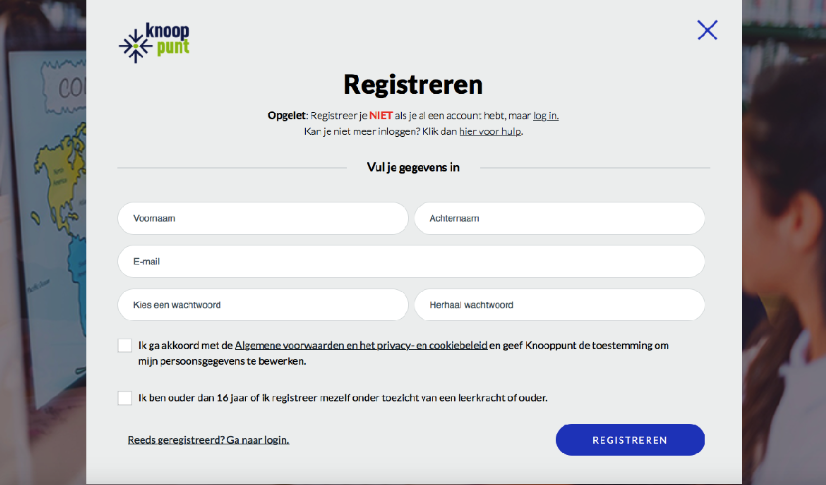 knoop
punt
Registreren
Opgelet: Registreer je NIET als je al een account hebt, maar log in.
Kan je niet meer inloggen? Klik dan hier voor hulp.
Vul je gegevens in
Voornaam
Achternaam
E-mail
Kies een wachtwoord
Herhaal wachtwoord
Ik ga akkoord met de Algemene voorwaarden en het privacy- en cookiebeleid en geef Knooppunt de toestemming om
mijn persoonsgegevens te bewerken.
Ik ben ouder dan 16 jaar of ik registreer mezelf onder toezicht van een leerkracht of ouder.
Reeds geregistreerd? Ga naar login.
REGISTREREN